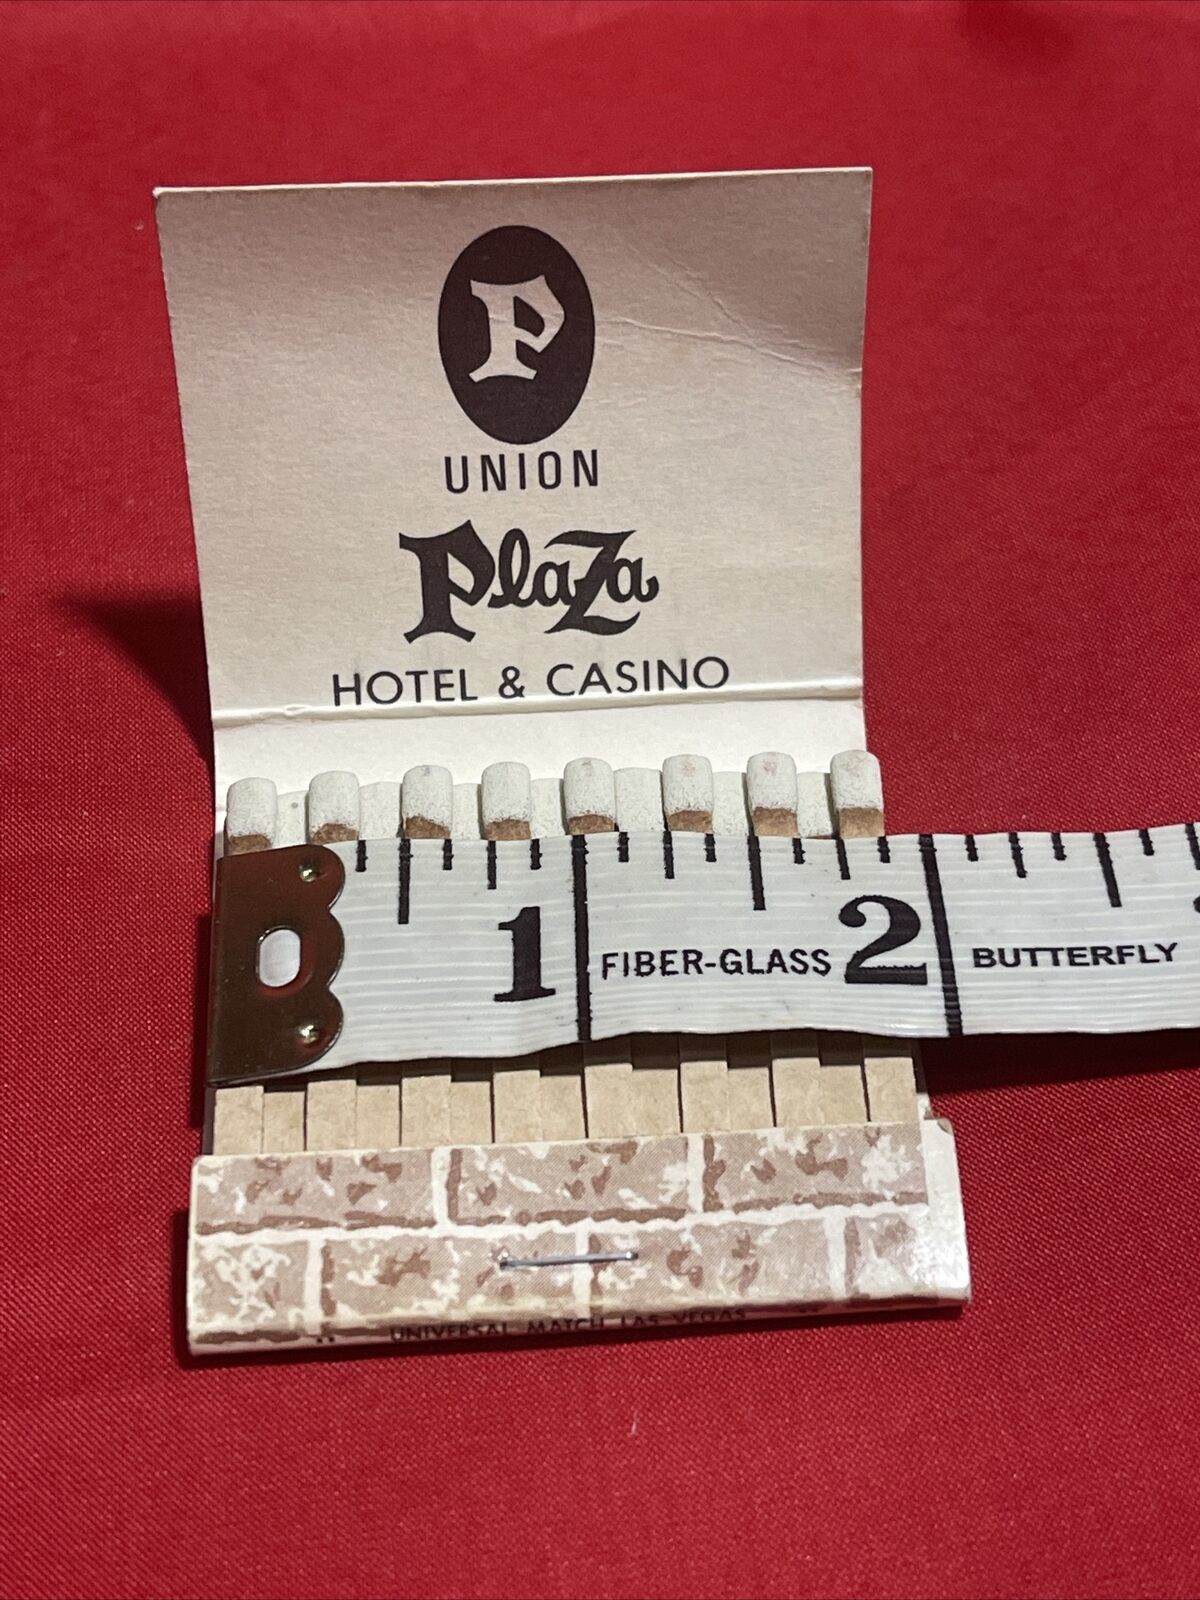 P
UNION
PlaZa
HOTEL & CASINO
1 FIBER-GLASS 2 BUTTERFLY
UNIVERSAL MATCH LAS VEGAS